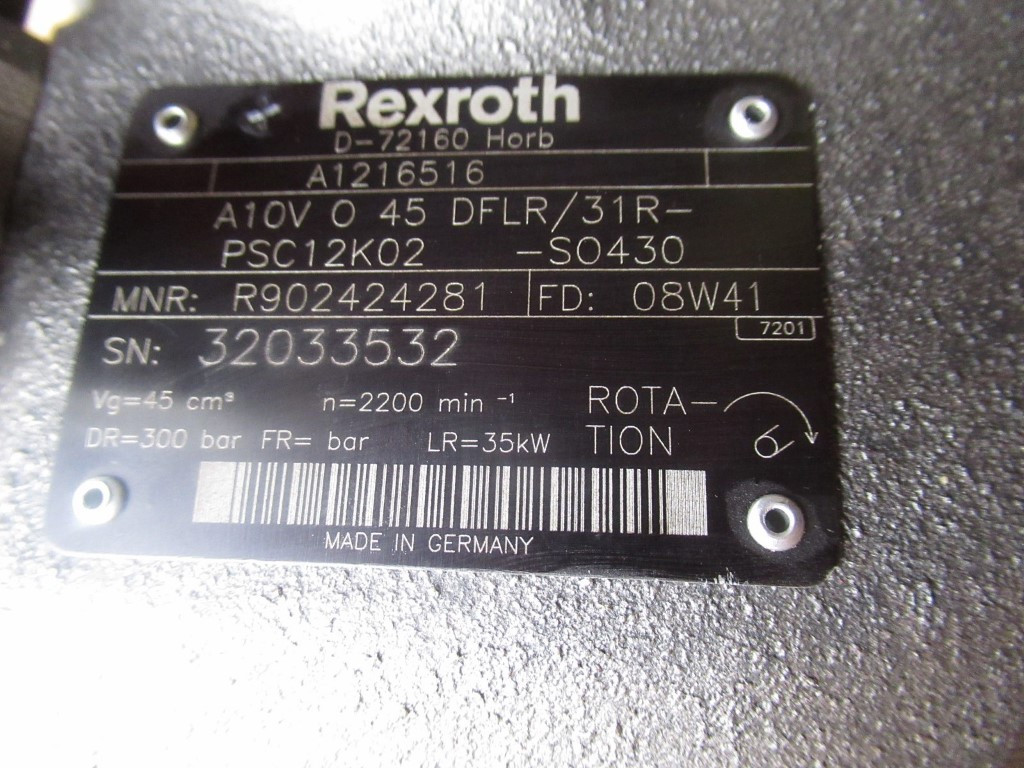 Rexroth
D-72160 Horb
A1216516
A10V O 45 DFLR/31R-
PSC12K02 -SO430
MNR: R902424281 FD: 08W41
7201
SN: 32033532
Vg=45 cm³ n=2200 min -1
DR=300 bar FR= bar LR=35kW
ROTA-
TION
MADE IN GERMANY